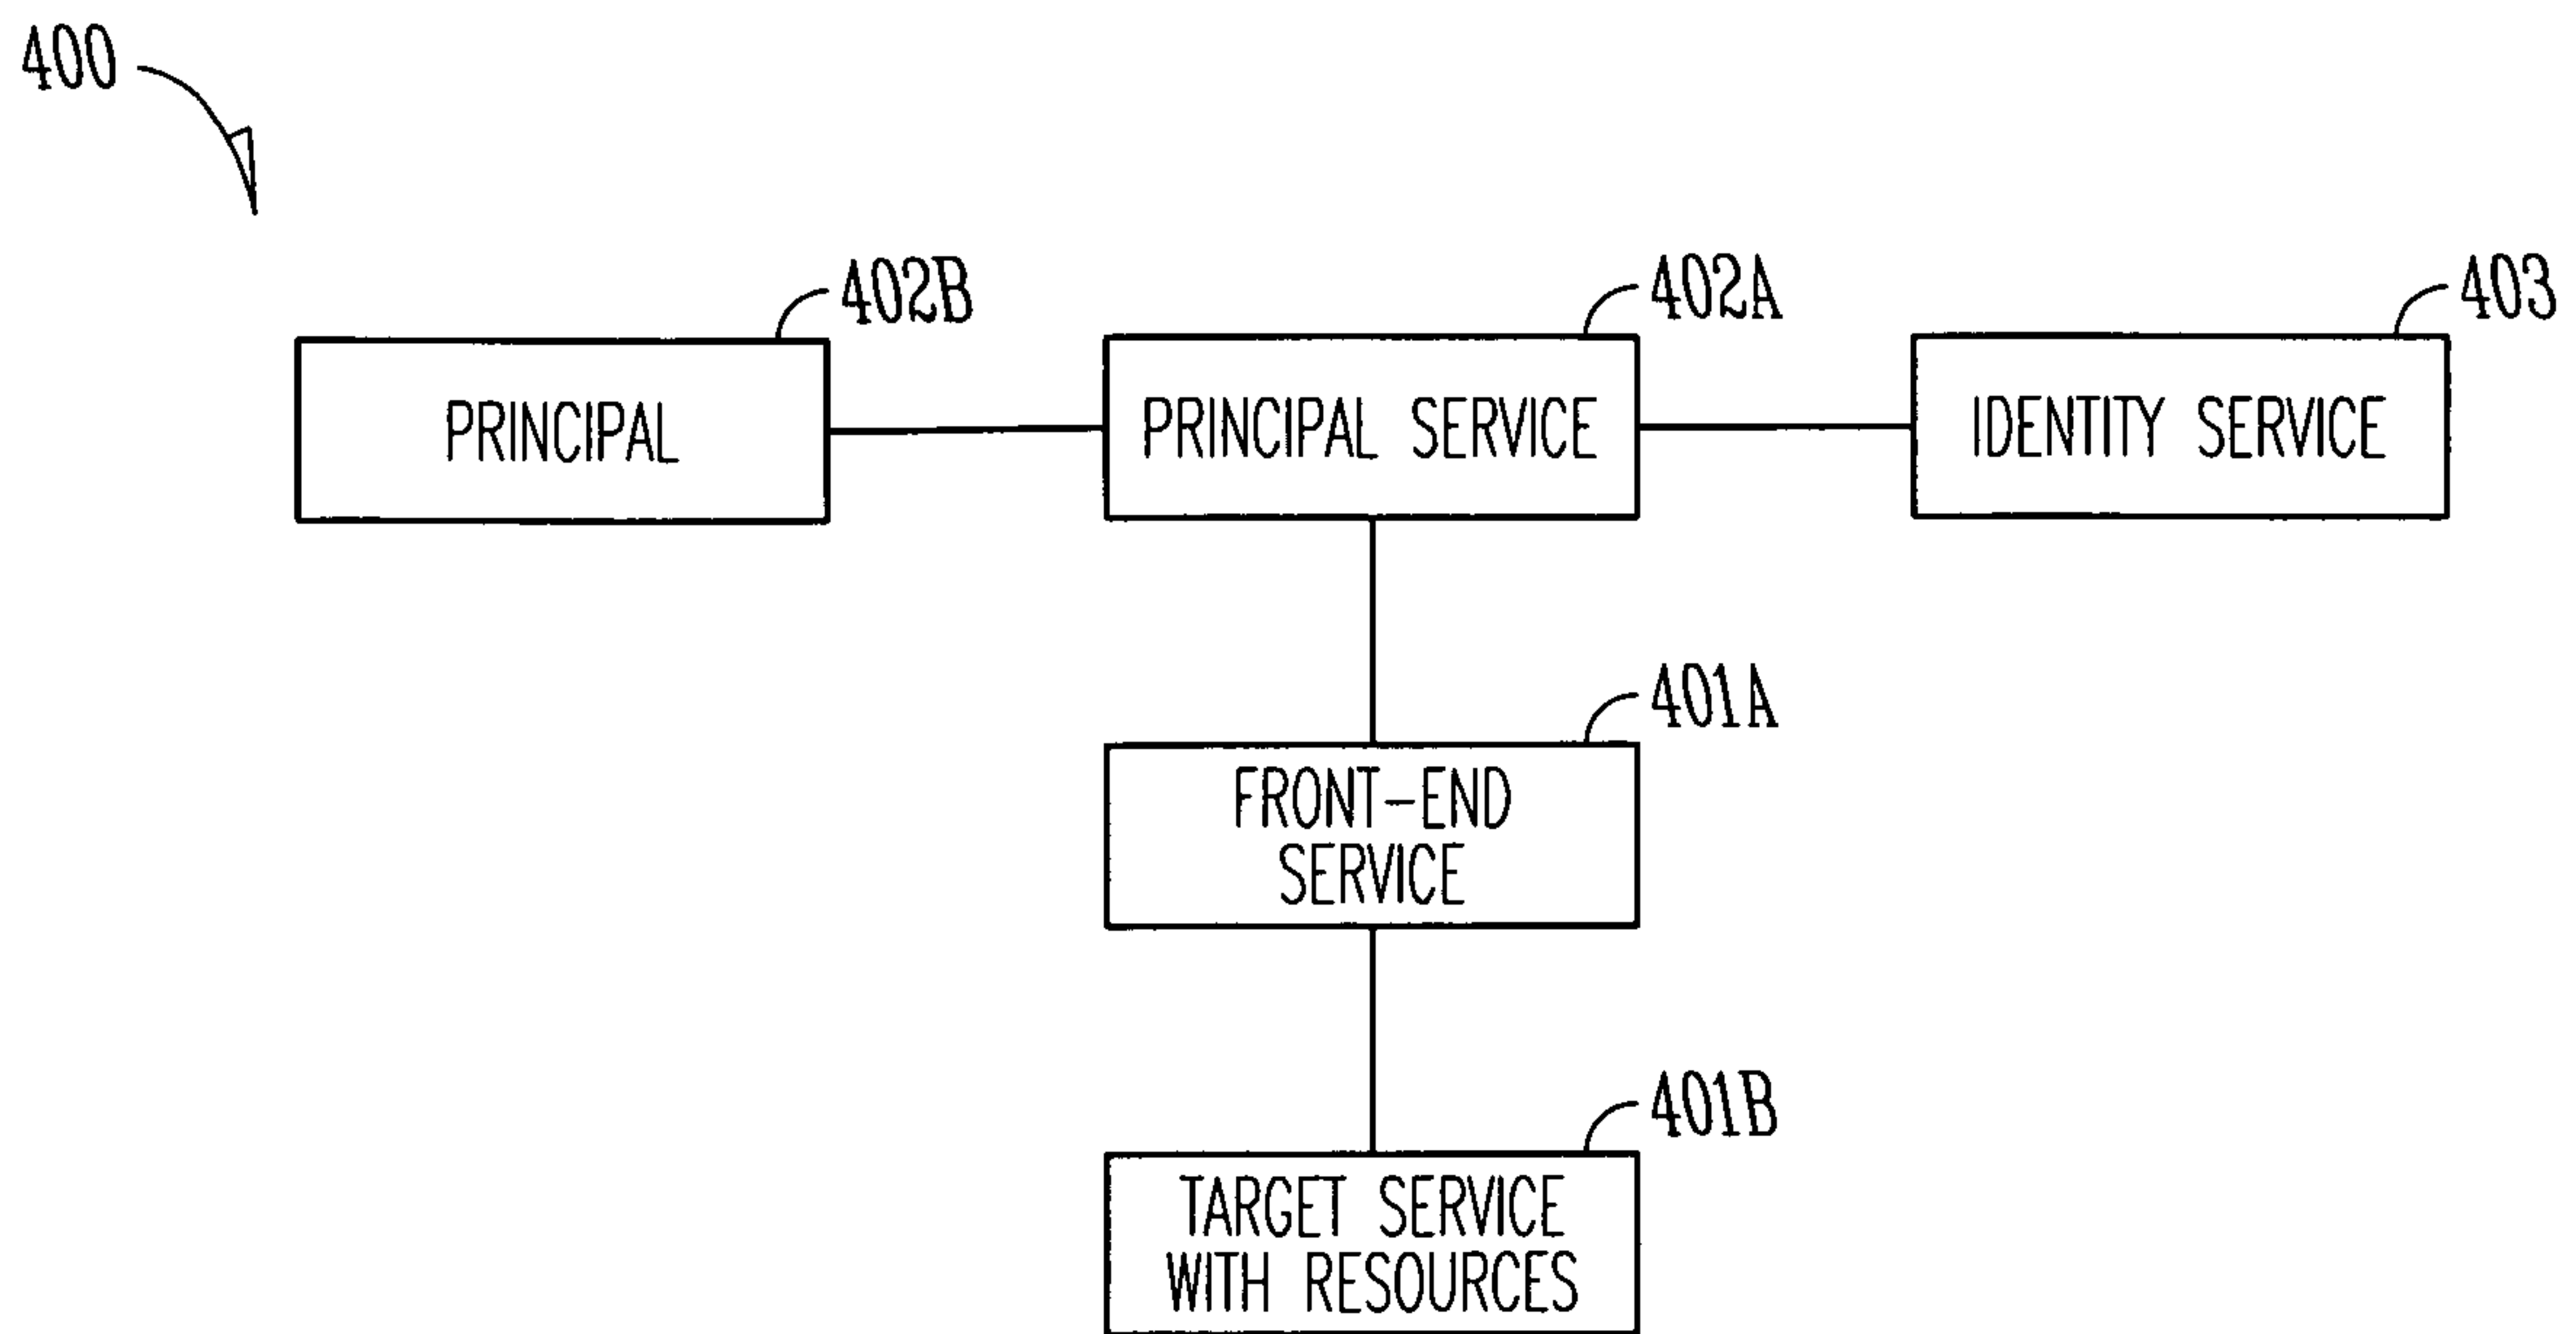 400
402B
402A
403
PRINCIPAL
PRINCIPAL SERVICE
IDENTITY SERVICE
401A
FRONT-END
SERVICE
401B
TARGET SERVICE
WITH RESOURCES